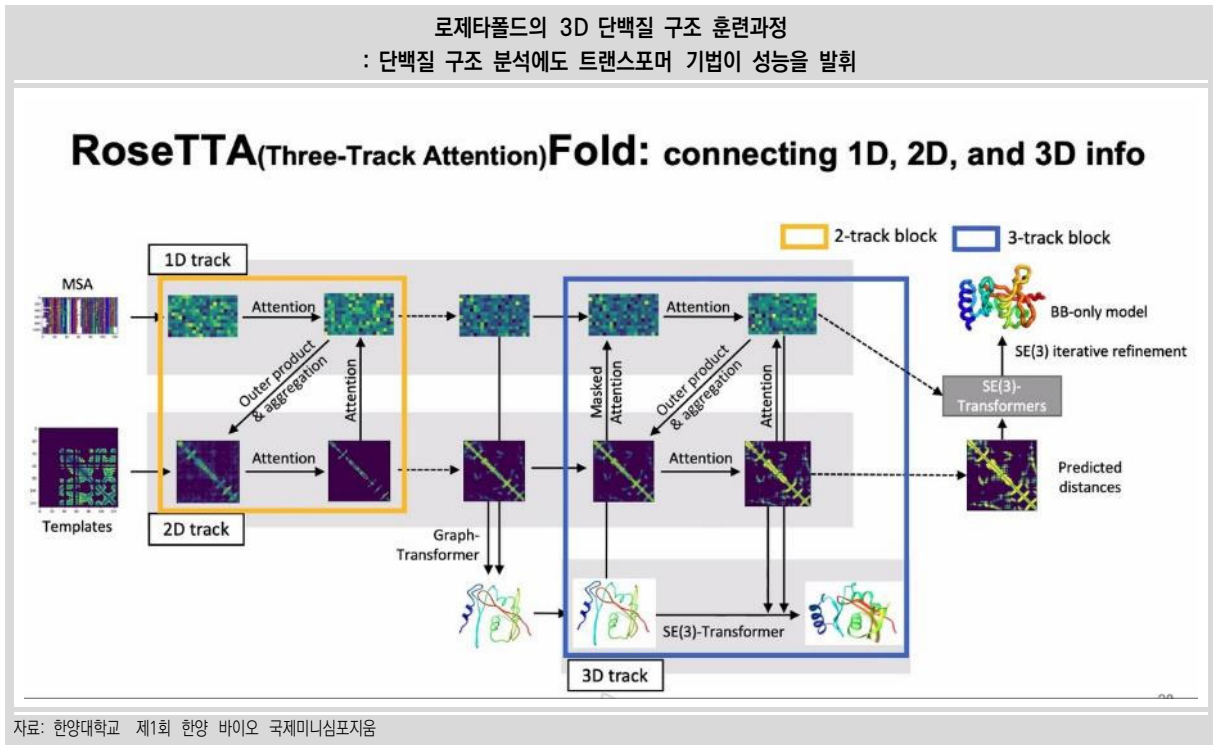 로제타폴드의 3D 단백질 구조 훈련과정
: 단백질 구조 분석에도 트랜스포머 기법이 성능을 발휘
RoseTTA(Three-Track Attention)Fold: connecting 1D, 2D, and 3D info
2-track block
3-track block
1D track
MSA
Attention
Attention
BB-only model
Outer product
& aggregation
Attention
Masked
Attention
Outer product
& aggregation
Attention
SE(3) iterative refinement
SE(3)-
Transformers
Attention
Attention
Predicted
distances
Templates
2D track
Graph-
Transformer
SE(3)-Transformer
3D track
자료: 한양대학교 제1회 한양 바이오 국제미니심포지움